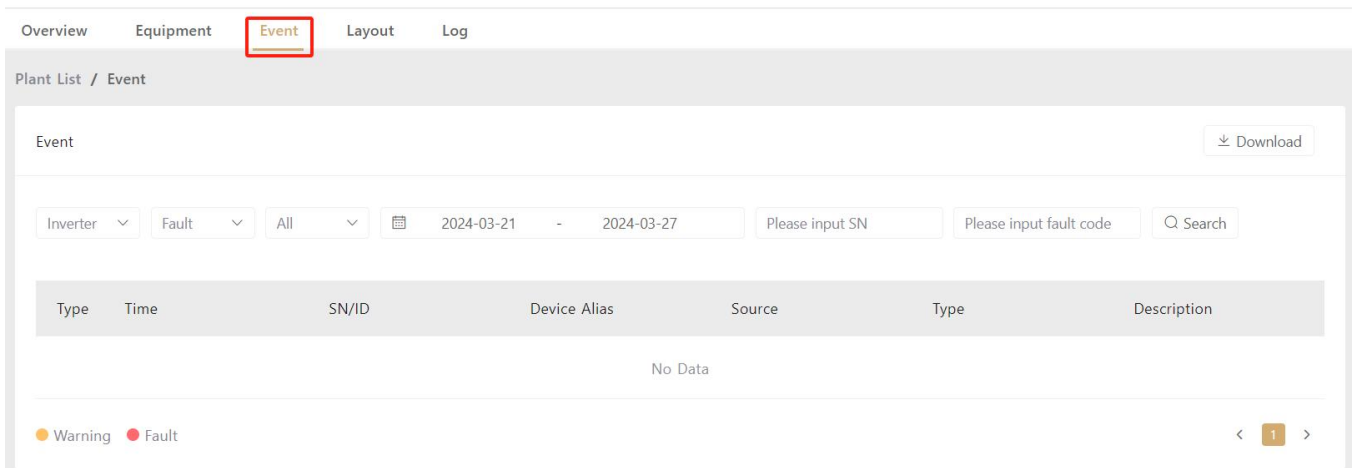 Overview Equipment Event Layout Log
Plant List / Event
Event Download
Inverter Fault All 2024-03-21 - 2024-03-27 Please input SN Please input fault code Search
Type Time SN/ID Device Alias Source Type Description
No Data
Warning Fault < 1 >